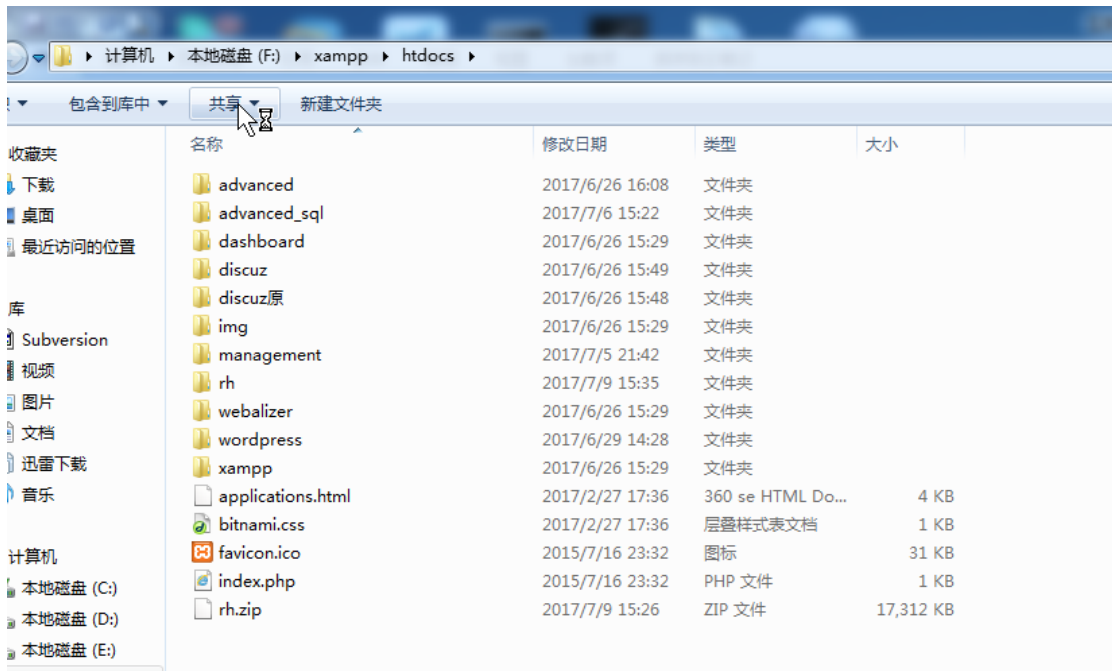 计算机 本地磁盘 (F:) xampp htdocs
包含到库中 共享 新建文件夹
名称 修改日期 类型 大小
收藏夹
下载
桌面
最近访问的位置
库
Subversion
视频
图片
文档
迅雷下载
音乐
计算机
本地磁盘 (C:)
本地磁盘 (D:)
本地磁盘 (E:)
advanced 2017/6/26 16:08 文件夹
advanced_sql 2017/7/6 15:22 文件夹
dashboard 2017/6/26 15:29 文件夹
discuz 2017/6/26 15:49 文件夹
discuz原 2017/6/26 15:48 文件夹
img 2017/6/26 15:29 文件夹
management 2017/7/5 21:42 文件夹
rh 2017/7/9 15:35 文件夹
webalizer 2017/6/26 15:29 文件夹
wordpress 2017/6/29 14:28 文件夹
xampp 2017/6/26 15:29 文件夹
applications.html 2017/2/27 17:36 360 se HTML Do... 4 KB
bitnami.css 2017/2/27 17:36 层叠样式表文档 1 KB
favicon.ico 2015/7/16 23:32 图标 31 KB
index.php 2015/7/16 23:32 PHP 文件 1 KB
rh.zip 2017/7/9 15:26 ZIP 文件 17,312 KB